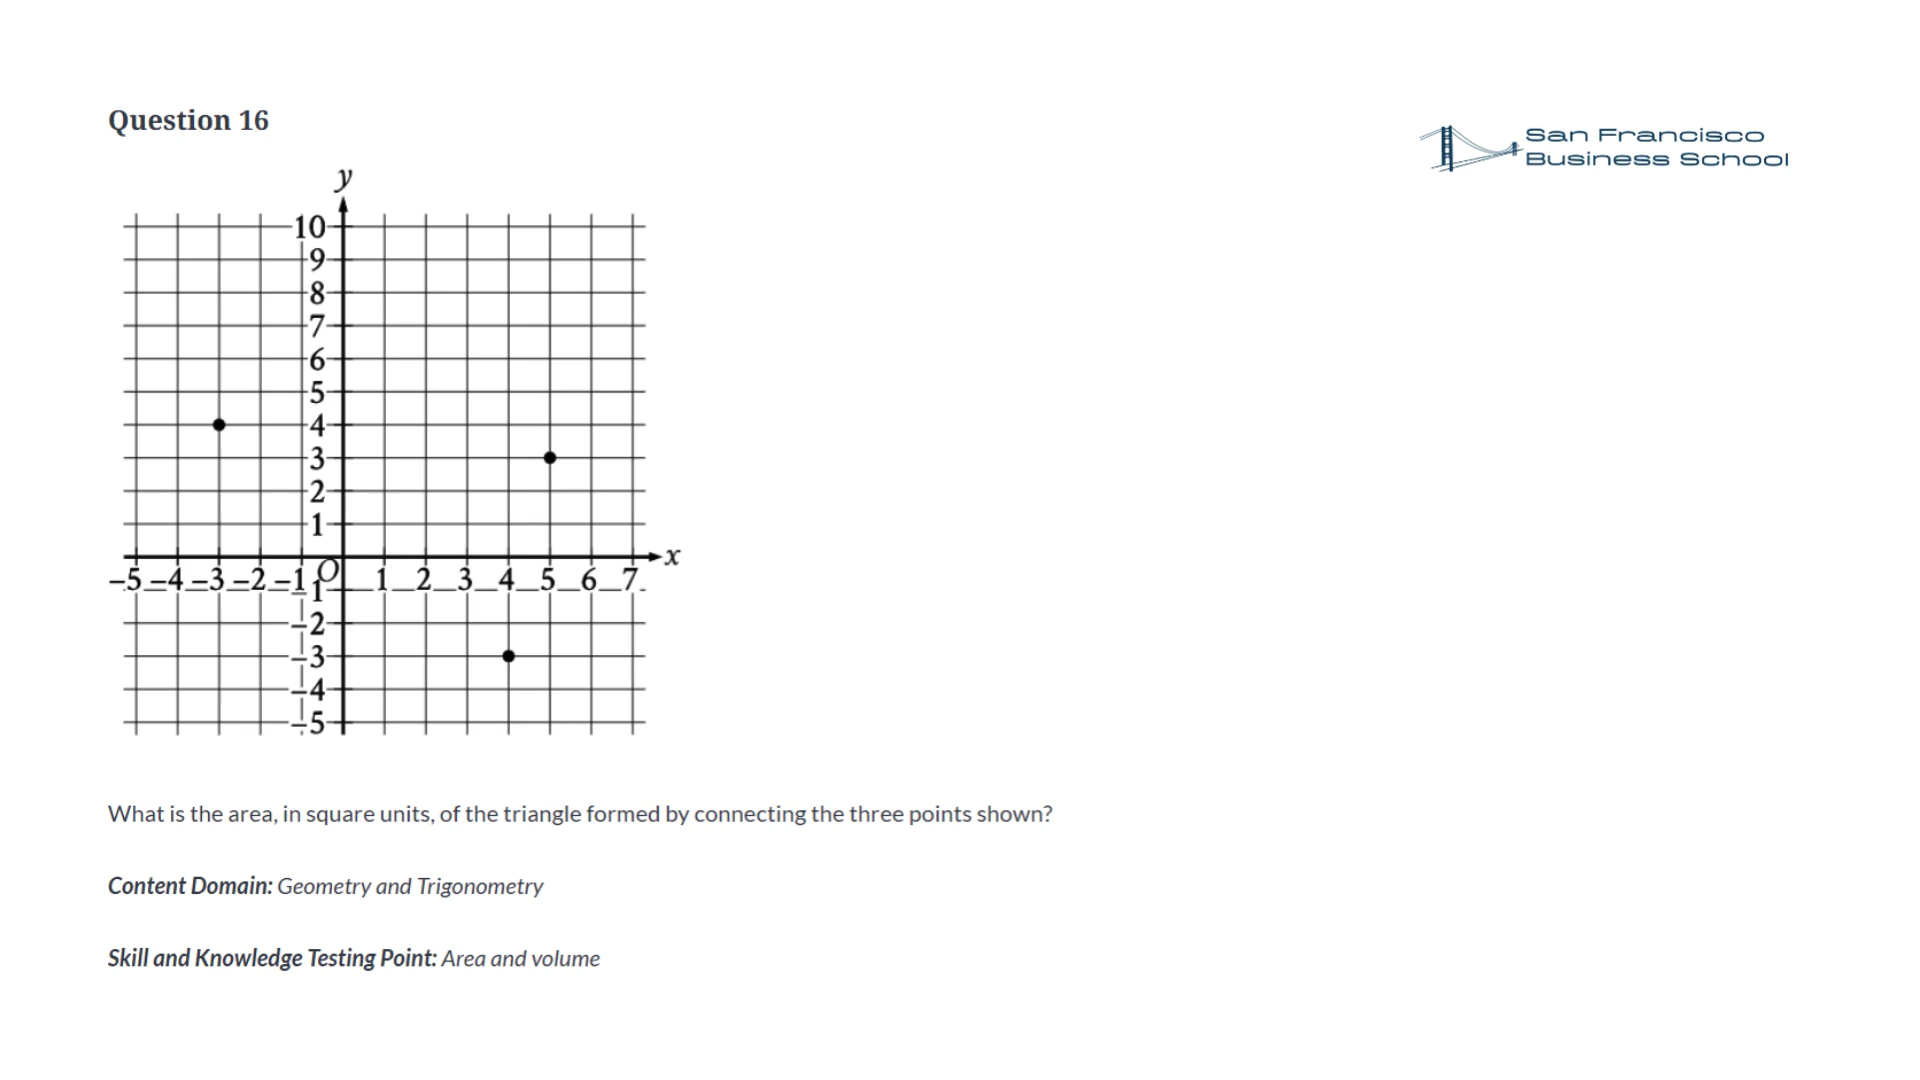 Question 16
San Francisco
Business School
y
10
9
8
7
6
5
4
3
2
1
x
O
−5 −4 −3 −2 −1 1 2 3 4 5 6 7
−1
−2
−3
−4
−5
What is the area, in square units, of the triangle formed by connecting the three points shown?
Content Domain: Geometry and Trigonometry
Skill and Knowledge Testing Point: Area and volume